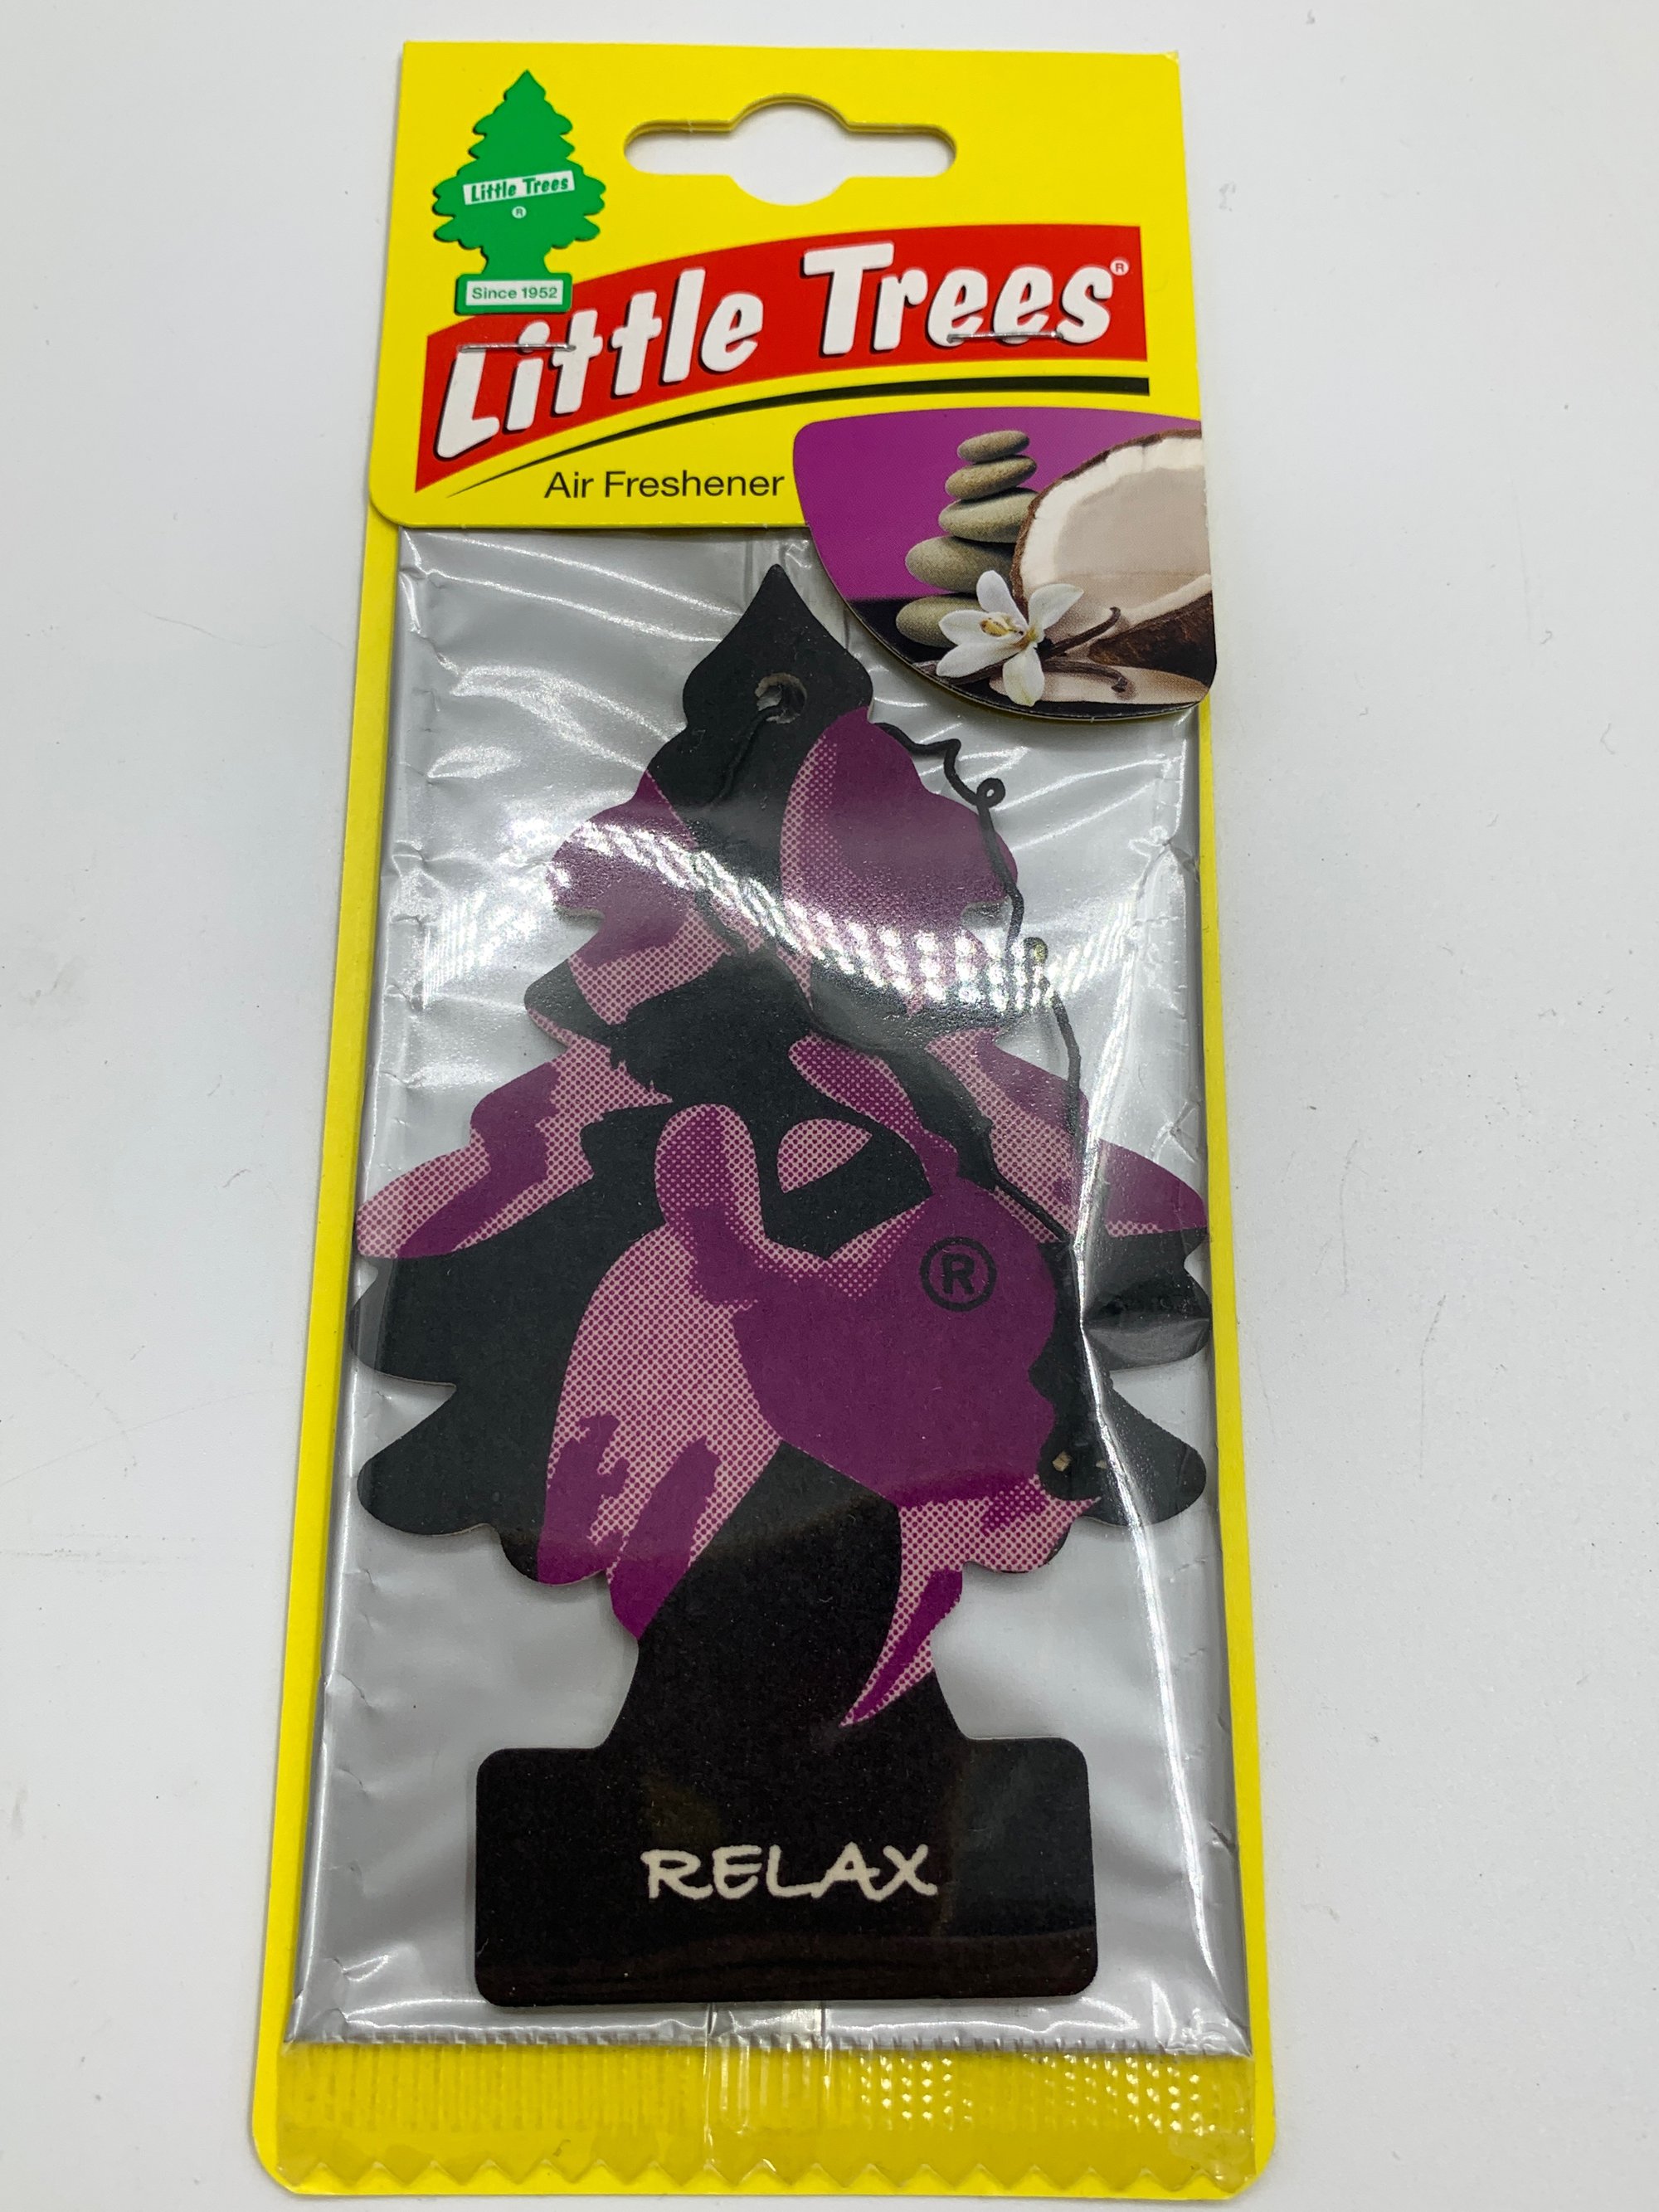 Little Trees
®
Since 1952
Little Trees®
Air Freshener
®
RELAX